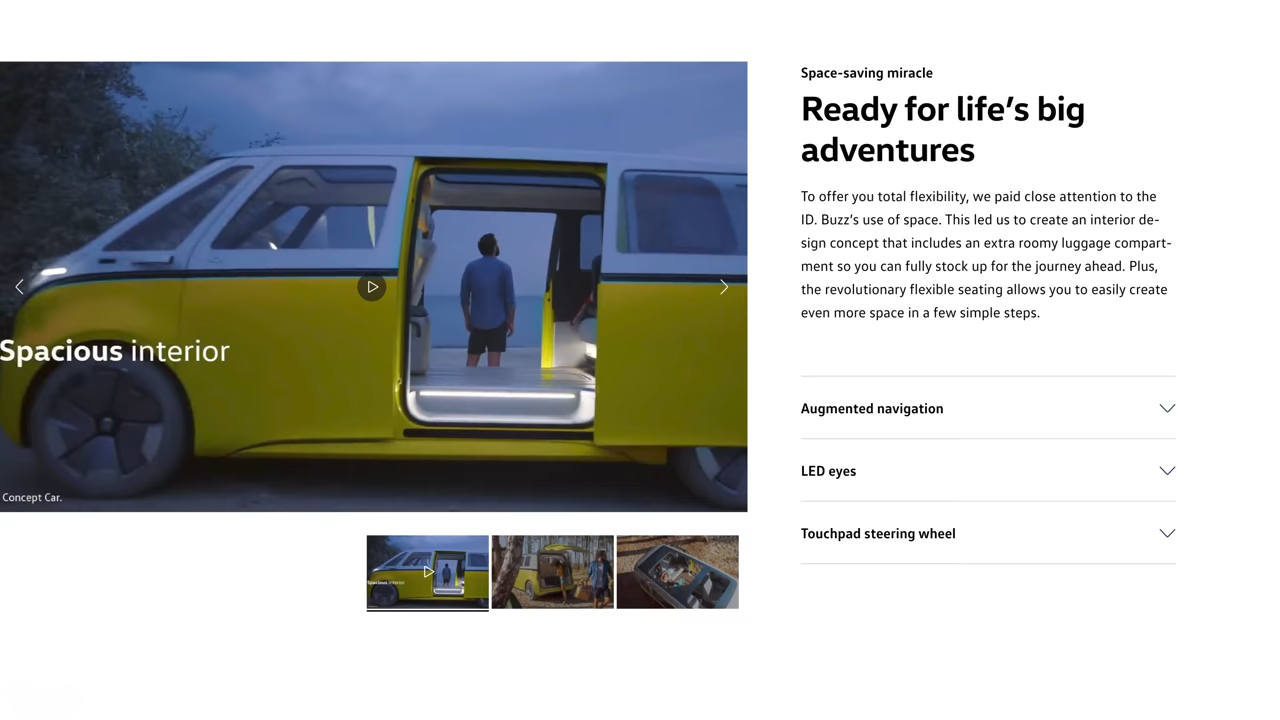 Space-saving miracle
Ready for life’s big
adventures
To offer you total flexibility, we paid close attention to the
ID. Buzz’s use of space. This led us to create an interior de-
sign concept that includes an extra roomy luggage compart-
ment so you can fully stock up for the journey ahead. Plus,
the revolutionary flexible seating allows you to easily create
even more space in a few simple steps.
Augmented navigation
LED eyes
Touchpad steering wheel
Spacious interior
Concept Car.
Spacious interior